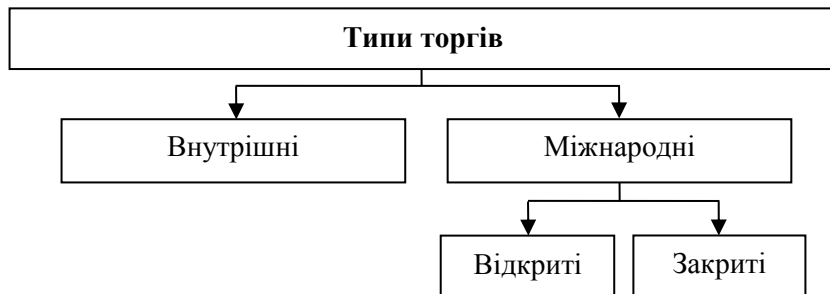 Типи торгів
Внутрішні
Міжнародні
Відкриті
Закриті